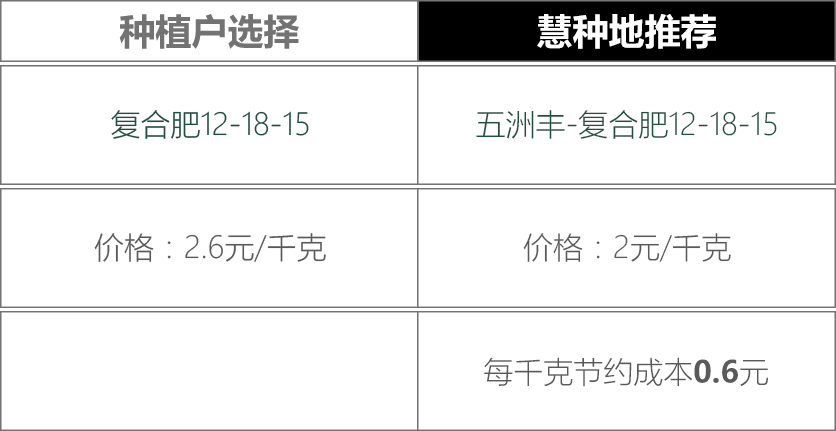 种植户选择
慧种地推荐
复合肥12-18-15
五洲丰-复合肥12-18-15
价格：2.6元/千克
价格：2元/千克
每千克节约成本0.6元